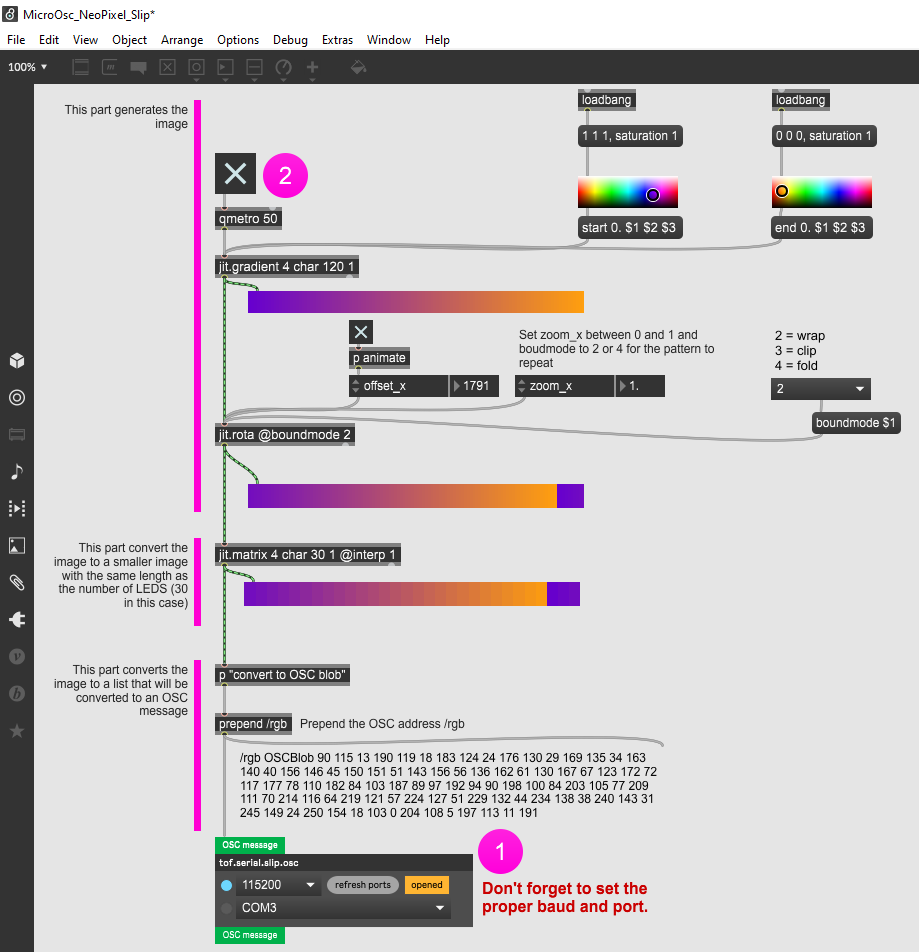 MicroOsc_NeoPixel_Slip*
File Edit View Object Arrange Options Debug Extras Window Help
100%
This part generates the
image
2
qmetro 50
loadbang
1 1 1, saturation 1
start 0. $1 $2 $3
loadbang
0 0 0, saturation 1
end 0. $1 $2 $3
jit.gradient 4 char 120 1
p animate
offset_x 1791
Set zoom_x between 0 and 1 and
boudmode to 2 or 4 for the pattern to
repeat
zoom_x 1.
2 = wrap
3 = clip
4 = fold
2
boundmode $1
jit.rota @boundmode 2
This part convert the
image to a smaller image
with the same length as
the number of LEDS (30
in this case)
jit.matrix 4 char 30 1 @interp 1
This part converts the
image to a list that will be
converted to an OSC
message
p "convert to OSC blob"
prepend /rgb
Prepend the OSC address /rgb
/rgb OSCBlob 90 115 13 190 119 18 183 124 24 176 130 29 169 135 34 163
140 40 156 146 45 150 151 51 143 156 56 136 162 61 130 167 67 123 172 72
117 177 78 110 182 84 103 187 89 97 192 94 90 198 100 84 203 105 77 209
111 70 214 116 64 219 121 57 224 127 51 229 132 44 234 138 38 240 143 31
245 149 24 250 154 18 103 0 204 108 5 197 113 11 191
OSC message
tof.serial.slip.osc
115200 refresh ports opened
COM3
OSC message
1
Don't forget to set the
proper baud and port.